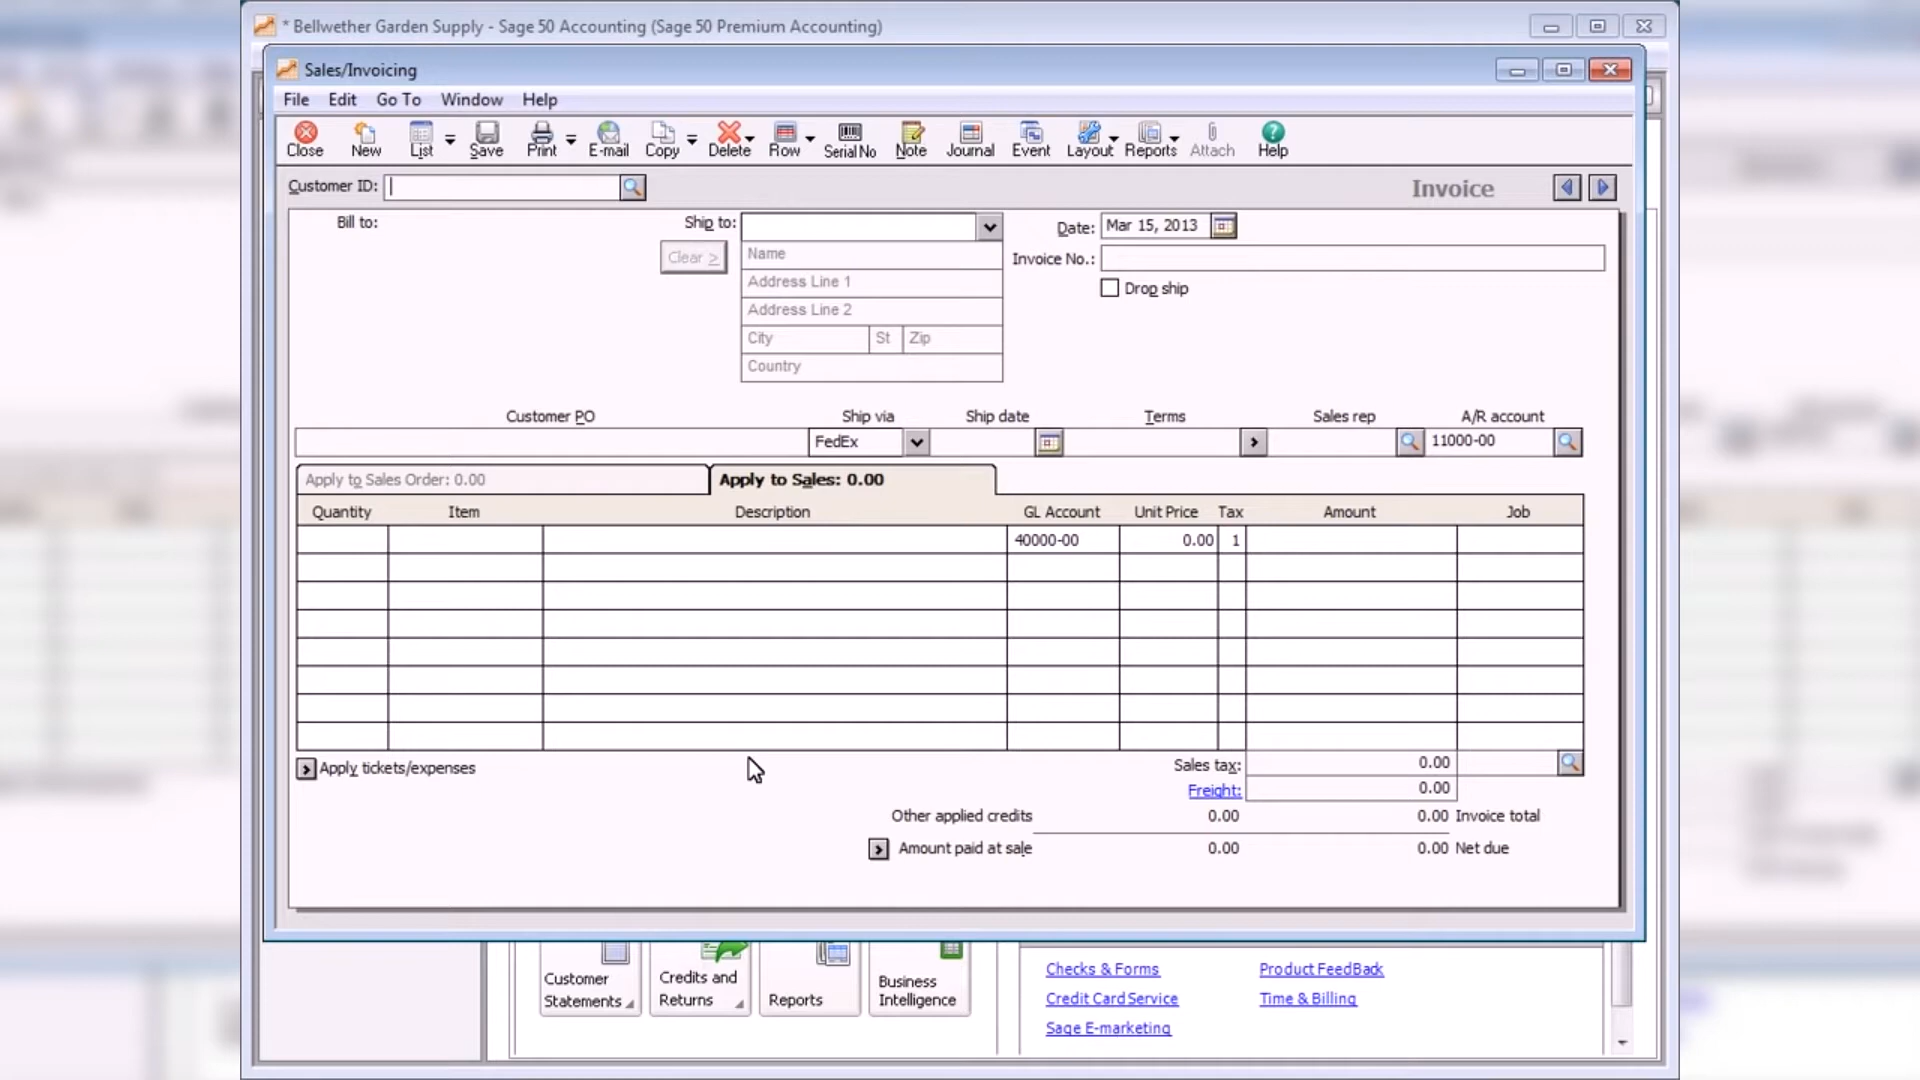 * Bellwether Garden Supply - Sage 50 Accounting (Sage 50 Premium Accounting)
Sales/Invoicing
File Edit Go To Window Help
Close New List Save Print E-mail Copy Delete Row Serial No Note Journal Event Layout Reports Attach Help
Customer ID: Invoice
Bill to: Ship to: Date: Mar 15, 2013
Clear > Name Invoice No.:
Address Line 1 Drop ship
Address Line 2
City St Zip
Country
Customer PO Ship via Ship date Terms Sales rep A/R account
FedEx 11000-00
Apply to Sales Order: 0.00 Apply to Sales: 0.00
Quantity Item Description GL Account Unit Price Tax Amount Job
40000-00 0.00 1
Apply tickets/expenses Sales tax: 0.00
Freight: 0.00
Other applied credits 0.00 0.00 Invoice total
Amount paid at sale 0.00 0.00 Net due
Customer Statements
Credits and Returns
Reports
Business Intelligence
Checks & Forms Product FeedBack
Credit Card Service Time & Billing
Sage E-marketing